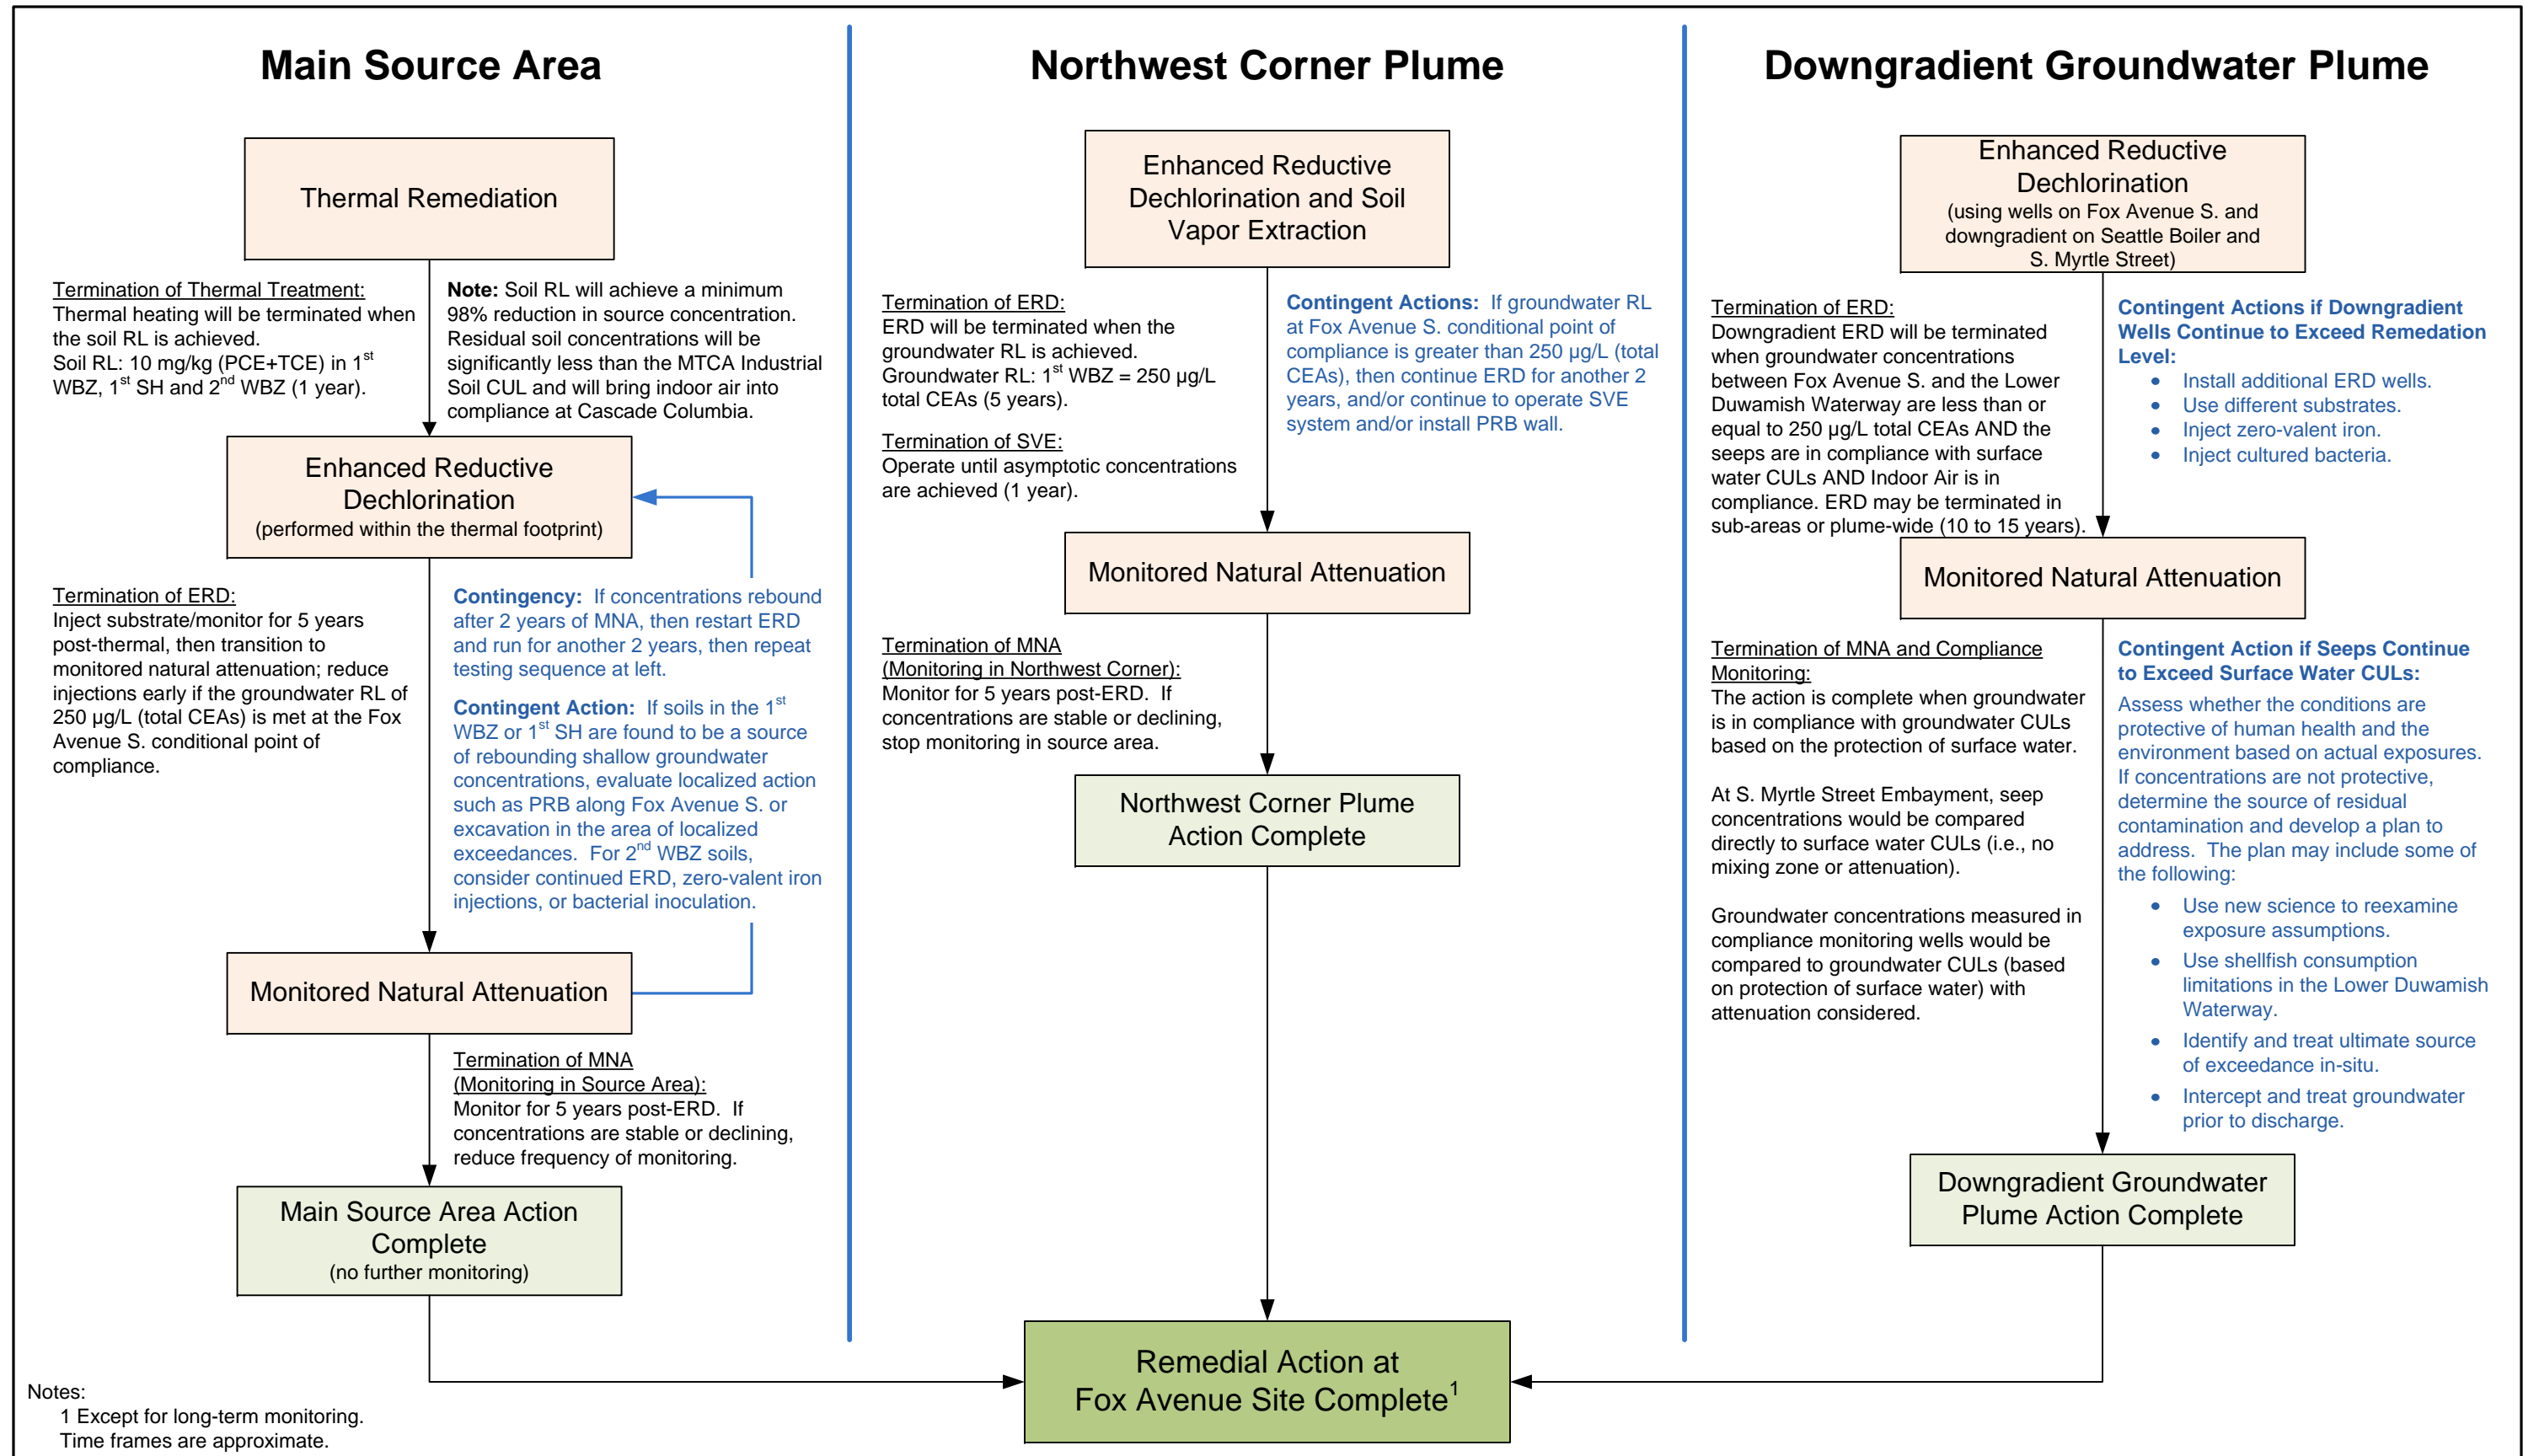 Main Source Area
Thermal Remediation
Termination of Thermal Treatment:
Thermal heating will be terminated when
the soil RL is achieved.
Soil RL: 10 mg/kg (PCE+TCE) in 1st
WBZ, 1st SH and 2nd WBZ (1 year).
Note: Soil RL will achieve a minimum
98% reduction in source concentration.
Residual soil concentrations will be
significantly less than the MTCA Industrial
Soil CUL and will bring indoor air into
compliance at Cascade Columbia.
Enhanced Reductive
Dechlorination
(performed within the thermal footprint)
Termination of ERD:
Inject substrate/monitor for 5 years
post-thermal, then transition to
monitored natural attenuation; reduce
injections early if the groundwater RL of
250 µg/L (total CEAs) is met at the Fox
Avenue S. conditional point of
compliance.
Contingency: If concentrations rebound
after 2 years of MNA, then restart ERD
and run for another 2 years, then repeat
testing sequence at left.
Contingent Action: If soils in the 1st
WBZ or 1st SH are found to be a source
of rebounding shallow groundwater
concentrations, evaluate localized action
such as PRB along Fox Avenue S. or
excavation in the area of localized
exceedances. For 2nd WBZ soils,
consider continued ERD, zero-valent iron
injections, or bacterial inoculation.
Monitored Natural Attenuation
Termination of MNA
(Monitoring in Source Area):
Monitor for 5 years post-ERD. If
concentrations are stable or declining,
reduce frequency of monitoring.
Main Source Area Action
Complete
(no further monitoring)
Northwest Corner Plume
Enhanced Reductive
Dechlorination and Soil
Vapor Extraction
Termination of ERD:
ERD will be terminated when the
groundwater RL is achieved.
Groundwater RL: 1st WBZ = 250 µg/L
total CEAs (5 years).
Termination of SVE:
Operate until asymptotic concentrations
are achieved (1 year).
Contingent Actions: If groundwater RL
at Fox Avenue S. conditional point of
compliance is greater than 250 µg/L (total
CEAs), then continue ERD for another 2
years, and/or continue to operate SVE
system and/or install PRB wall.
Monitored Natural Attenuation
Termination of MNA
(Monitoring in Northwest Corner):
Monitor for 5 years post-ERD. If
concentrations are stable or declining,
stop monitoring in source area.
Northwest Corner Plume
Action Complete
Downgradient Groundwater Plume
Enhanced Reductive
Dechlorination
(using wells on Fox Avenue S. and
downgradient on Seattle Boiler and
S. Myrtle Street)
Termination of ERD:
Downgradient ERD will be terminated
when groundwater concentrations
between Fox Avenue S. and the Lower
Duwamish Waterway are less than or
equal to 250 µg/L total CEAs AND the
seeps are in compliance with surface
water CULs AND Indoor Air is in
compliance. ERD may be terminated in
sub-areas or plume-wide (10 to 15 years).
Contingent Actions if Downgradient
Wells Continue to Exceed Remedation
Level:
• Install additional ERD wells.
• Use different substrates.
• Inject zero-valent iron.
• Inject cultured bacteria.
Monitored Natural Attenuation
Termination of MNA and Compliance
Monitoring:
The action is complete when groundwater
is in compliance with groundwater CULs
based on the protection of surface water.
At S. Myrtle Street Embayment, seep
concentrations would be compared
directly to surface water CULs (i.e., no
mixing zone or attenuation).
Groundwater concentrations measured in
compliance monitoring wells would be
compared to groundwater CULs (based
on protection of surface water) with
attenuation considered.
Contingent Action if Seeps Continue
to Exceed Surface Water CULs:
Assess whether the conditions are
protective of human health and the
environment based on actual exposures.
If concentrations are not protective,
determine the source of residual
contamination and develop a plan to
address. The plan may include some of
the following:
• Use new science to reexamine
exposure assumptions.
• Use shellfish consumption
limitations in the Lower Duwamish
Waterway.
• Identify and treat ultimate source
of exceedance in-situ.
• Intercept and treat groundwater
prior to discharge.
Downgradient Groundwater
Plume Action Complete
Remedial Action at
Fox Avenue Site Complete1
Notes:
1 Except for long-term monitoring.
Time frames are approximate.